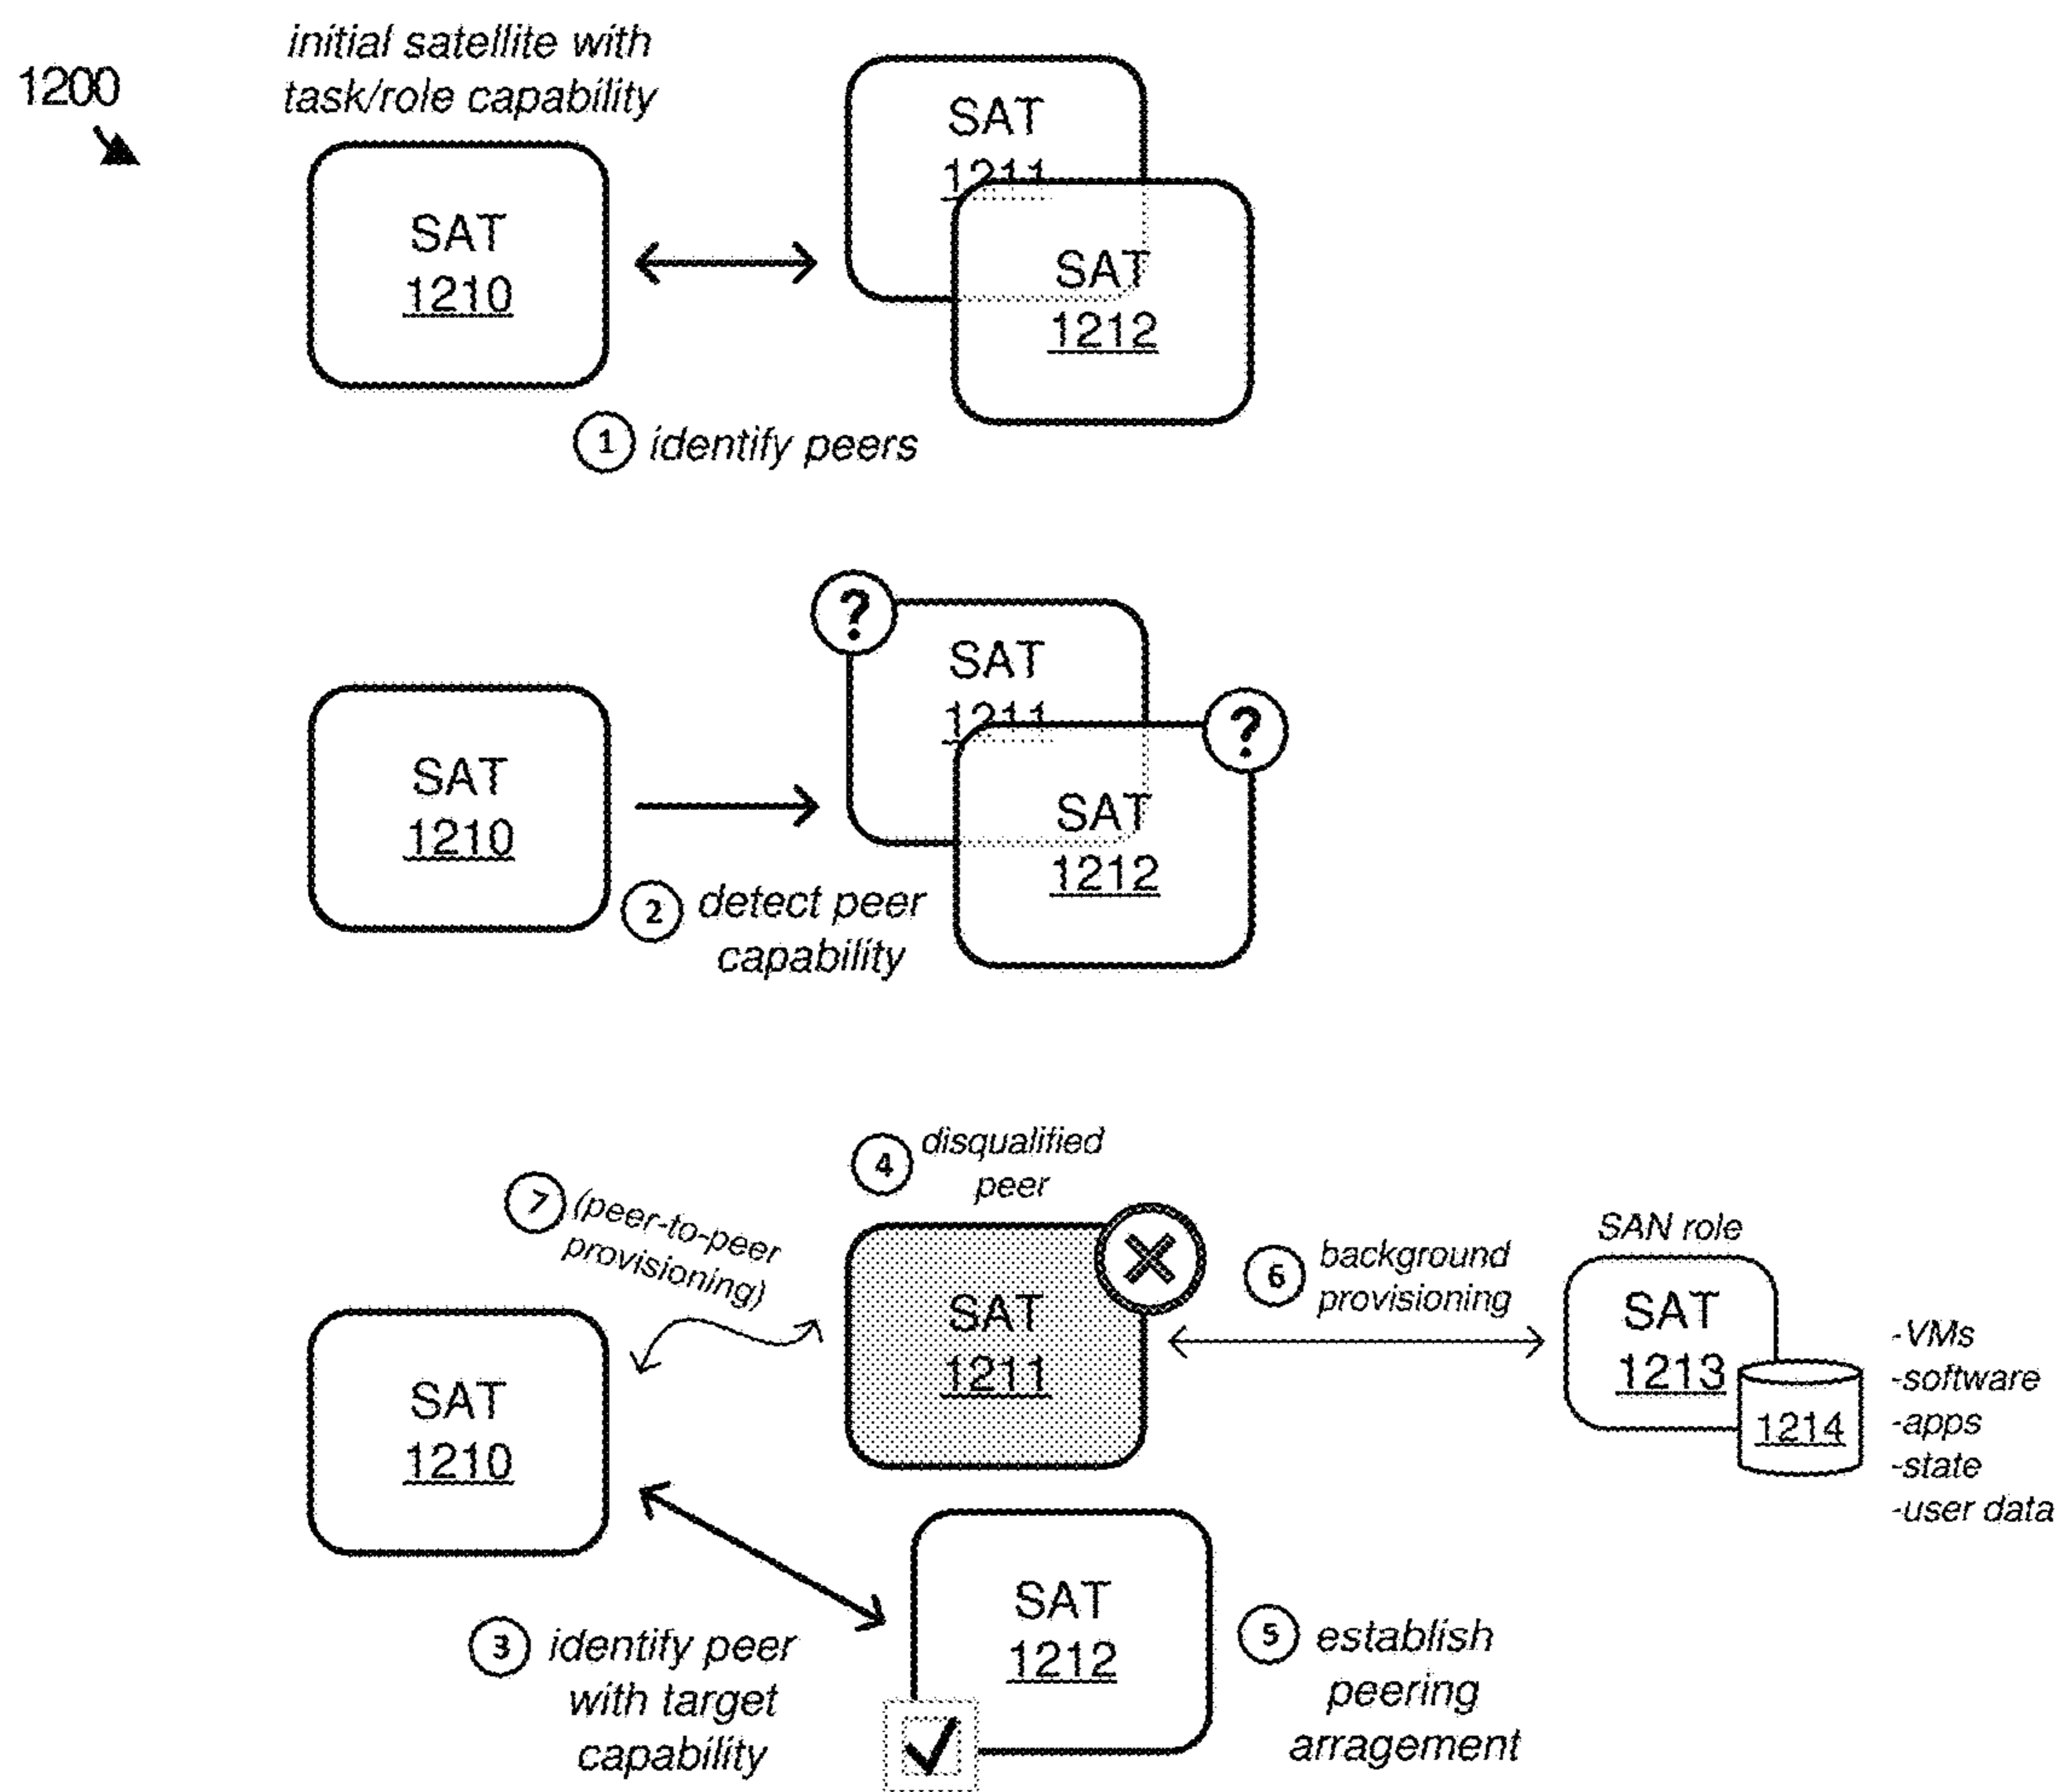 1200
initial satellite with
task/role capability
SAT
1210
SAT
1211
SAT
1212
1 identify peers
?
?
SAT
1210
SAT
1211
SAT
1212
2 detect peer
capability
7 (peer-to-peer
provisioning)
4 disqualified
peer
SAT
1210
SAT
1211
6 background
provisioning
SAN role
SAT
1213
1214
-VMs
-software
-apps
-state
-user data
3 identify peer
with target
capability
SAT
1212
5 establish
peering
arragement